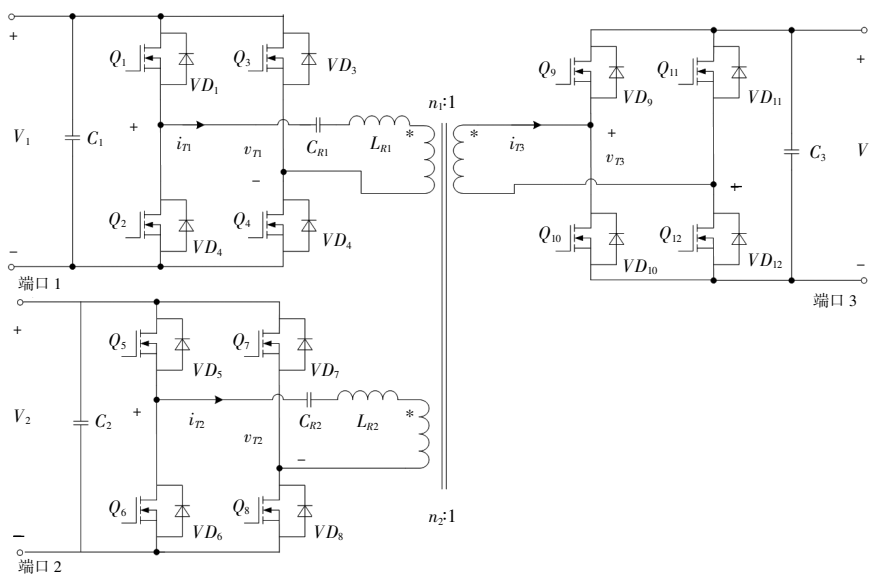 Q1
VD1
Q3
VD3
+
V1
−
C1
+
iT1
vT1
−
CR1
LR1
*
n1:1
*
iT3
+
vT3
Q2
VD4
Q4
VD4
端口 1
Q9
VD9
Q11
VD11
+
V
−
C3
+
Q10
VD10
Q12
VD12
端口 3
+
V2
−
C2
Q5
VD5
Q7
VD7
+
iT2
vT2
−
CR2
LR2
*
Q6
VD6
Q8
VD8
n2:1
端口 2